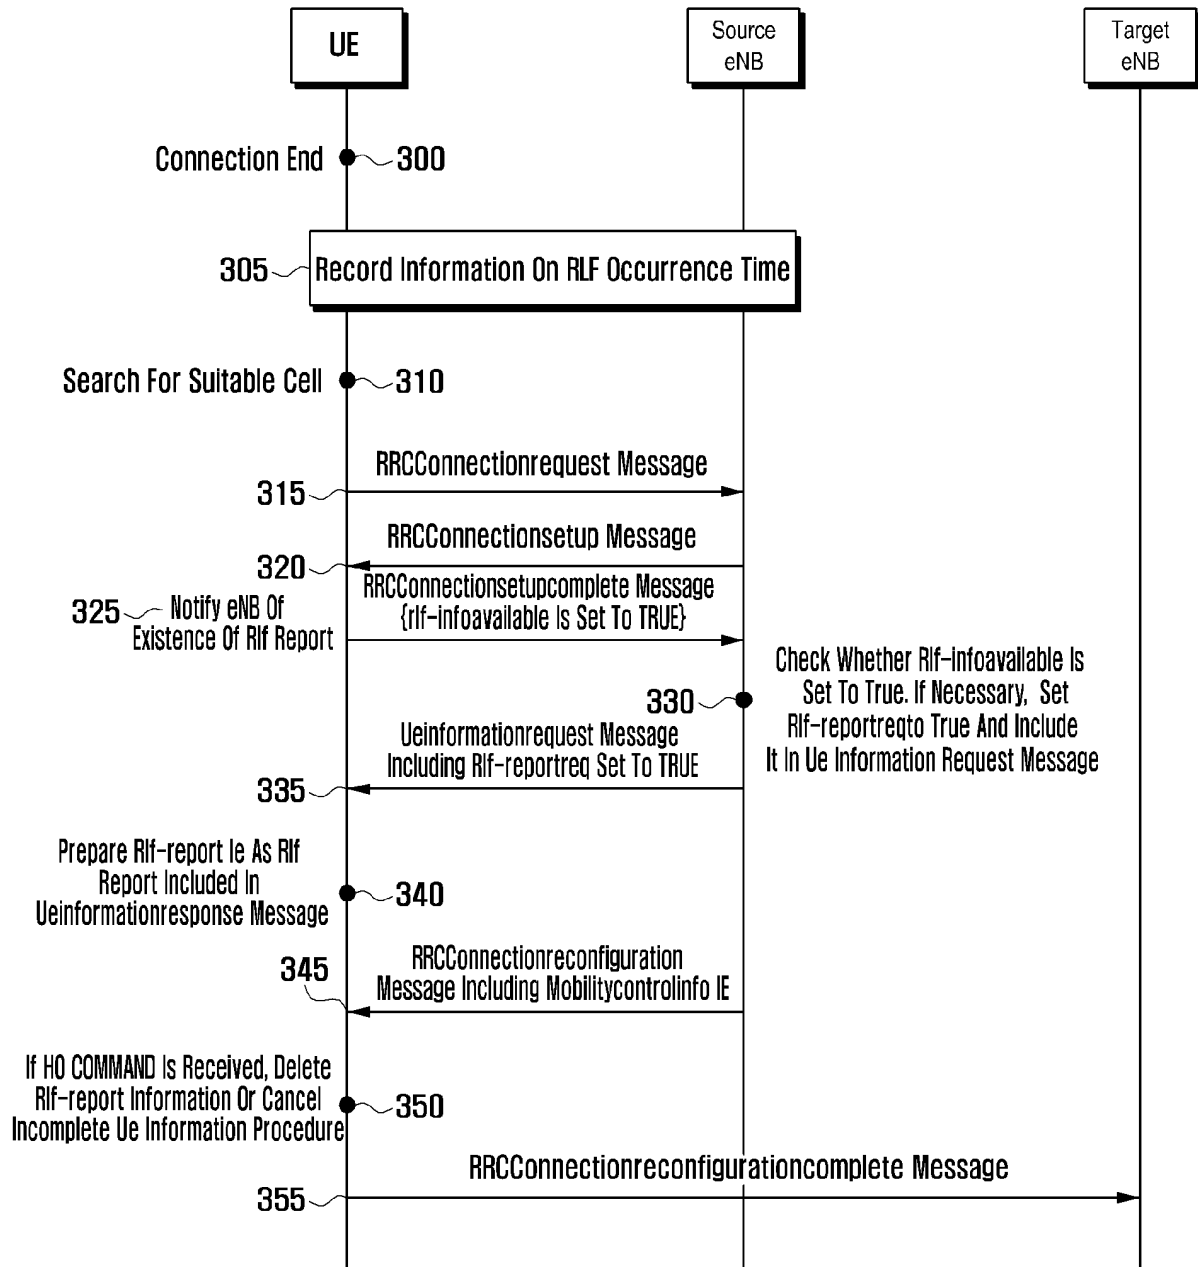 UE
Source
eNB
Target
eNB
Connection End
300
305
Record Information On RLF Occurrence Time
Search For Suitable Cell
310
RRCConnectionrequest Message
315
RRCConnectionsetup Message
320
RRCConnectionsetupcomplete Message
{rlf-infoavailable Is Set To TRUE}
325
Notify eNB Of
Existence Of Rlf Report
330
Check Whether Rlf-infoavailable Is
Set To True. If Necessary, Set
Rlf-reportreqto True And Include
It In Ue Information Request Message
Ueinformationrequest Message
Including Rlf-reportreq Set To TRUE
335
Prepare Rlf-report Ie As Rlf
Report Included In
Ueinformationresponse Message
340
RRCConnectionreconfiguration
Message Including Mobilitycontrolinfo IE
345
If HO COMMAND Is Received, Delete
Rlf-report Information Or Cancel
Incomplete Ue Information Procedure
350
RRCConnectionreconfigurationcomplete Message
355